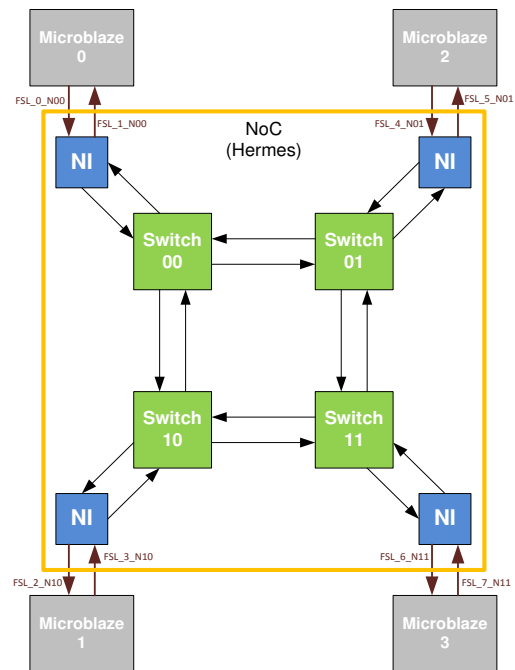 Microblaze
0
Microblaze
2
FSL_0_N00
FSL_1_N00
FSL_4_N01
FSL_5_N01
NoC
(Hermes)
NI
NI
Switch
00
Switch
01
Switch
10
Switch
11
NI
NI
FSL_2_N10
FSL_3_N10
FSL_6_N11
FSL_7_N11
Microblaze
1
Microblaze
3